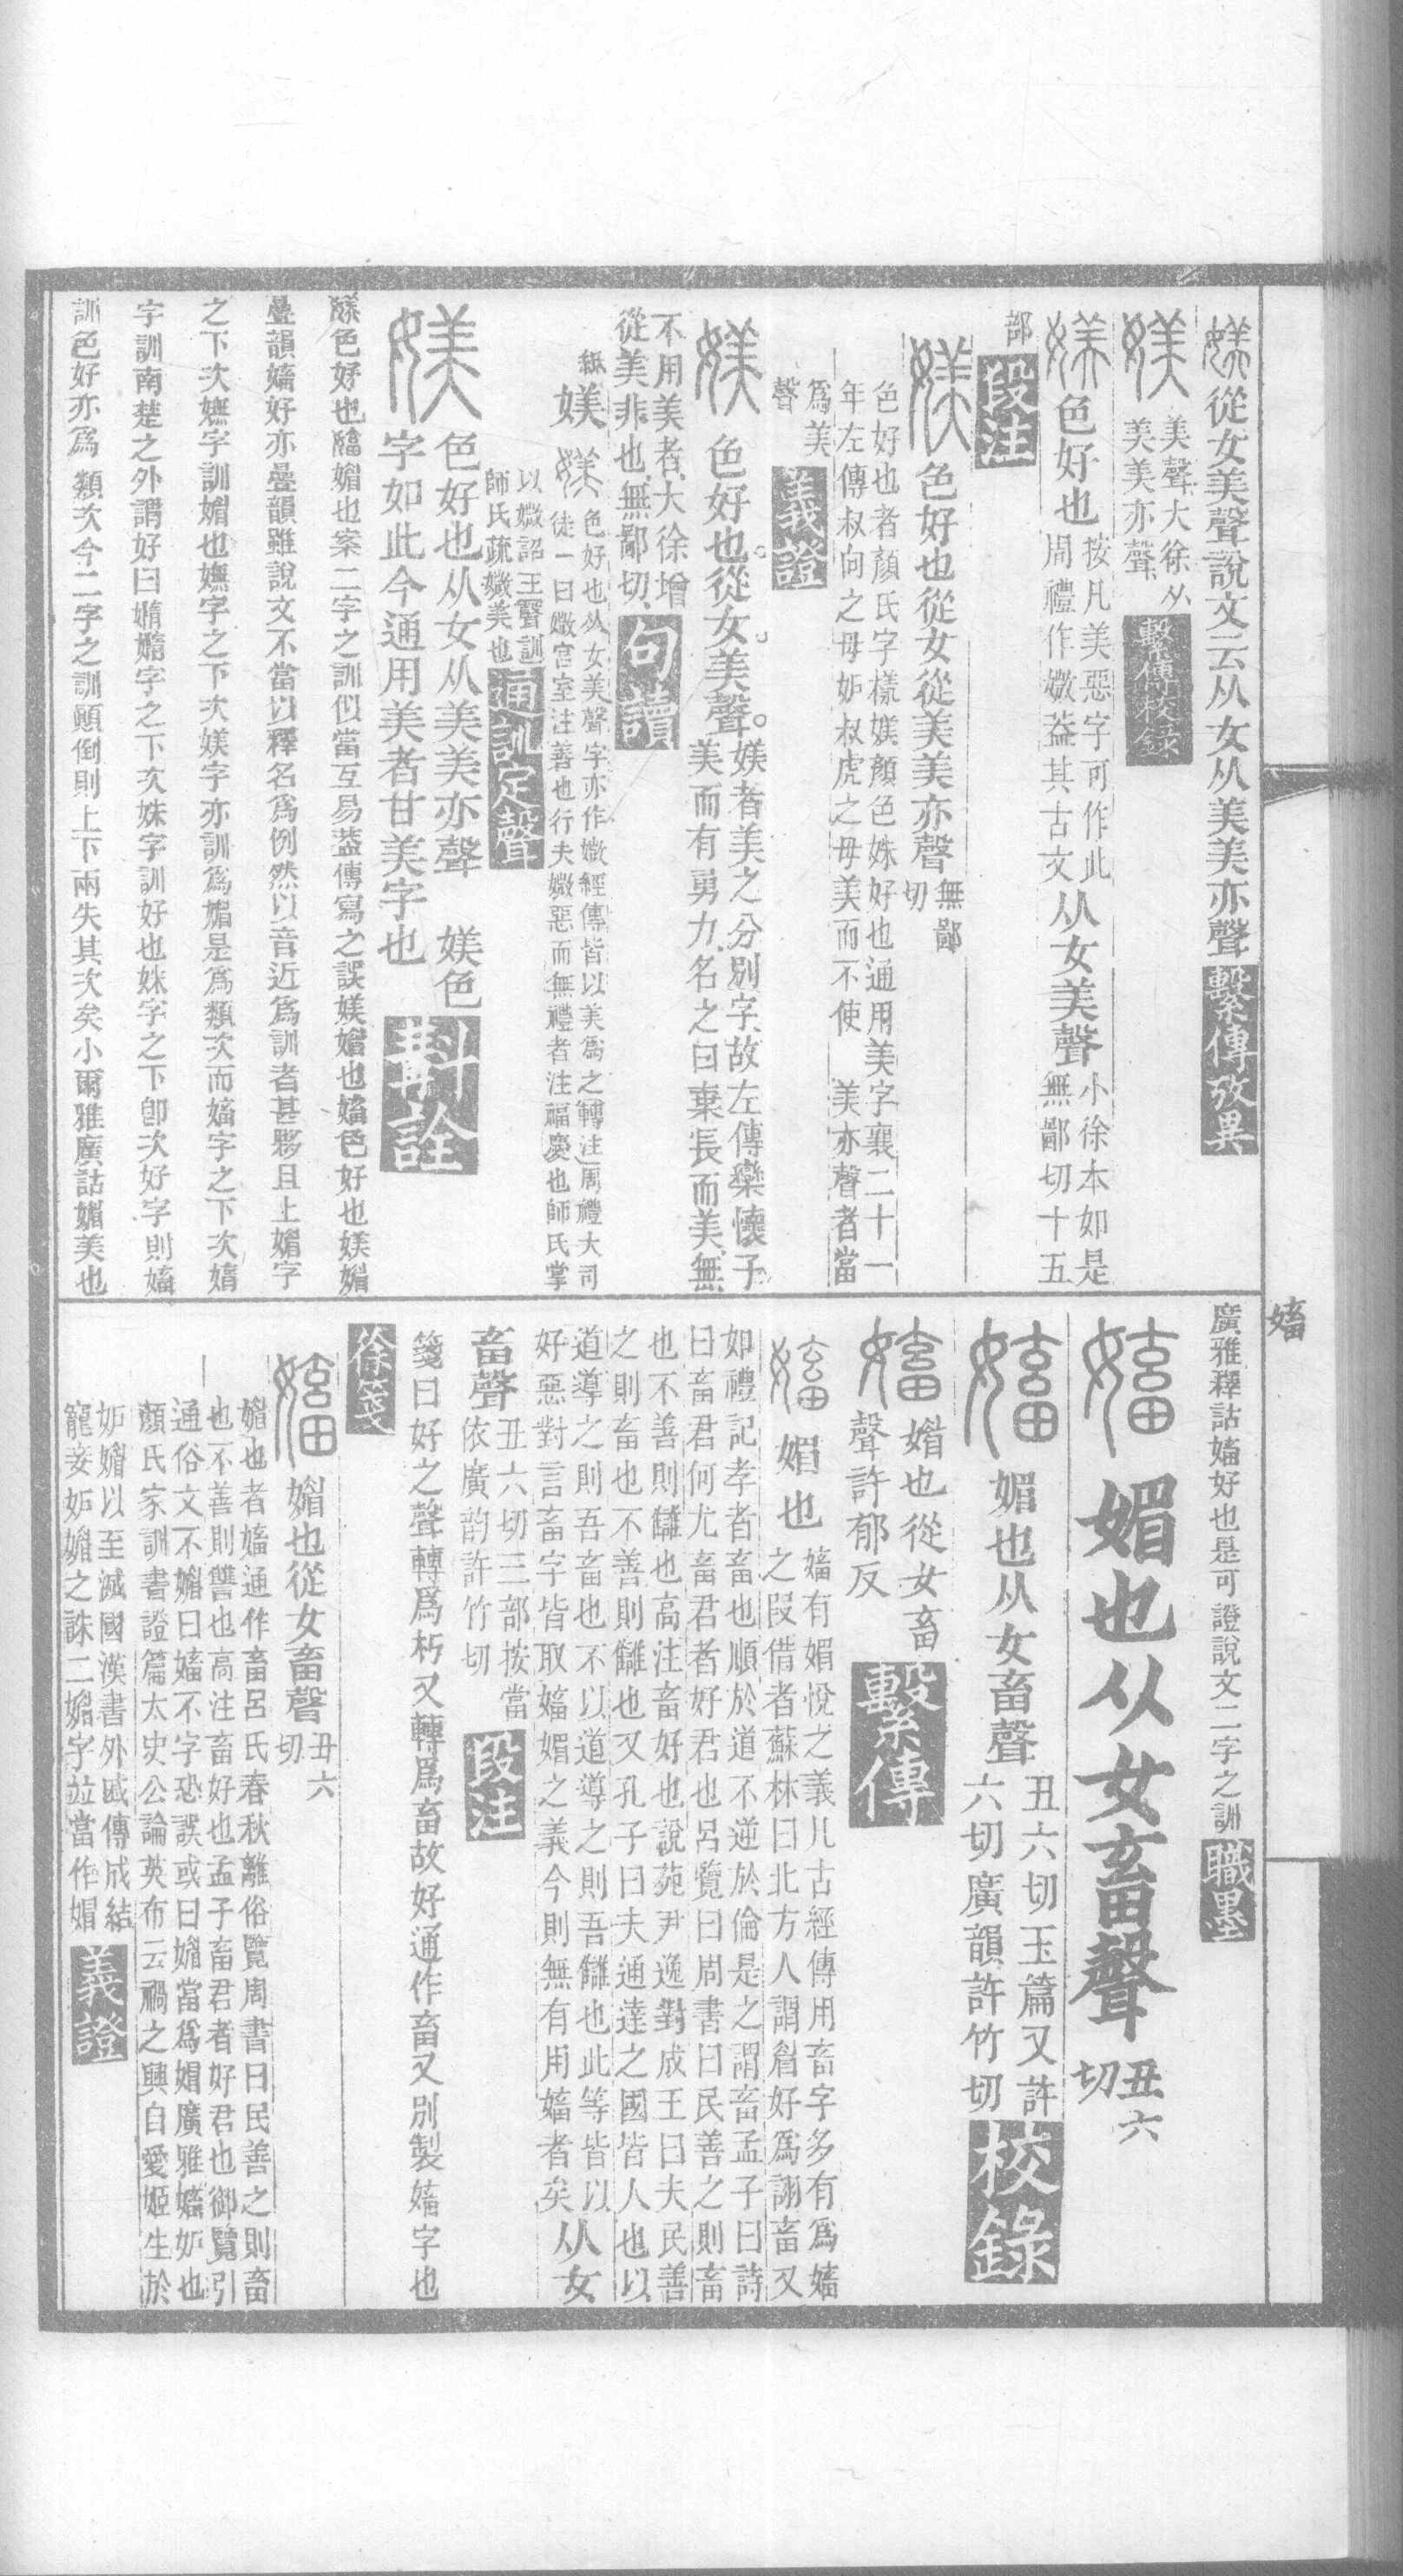 媄從女美聲說文云从女从美美亦聲 繫傳攷異
媄 美聲大徐从
美美亦聲 繫傳校錄
媄 色好也 按凡美惡字可作此
周禮作媺葢其古文 从女美聲 小徐本如是
無鄙切十五
部 段注
媄 色好也從女從美美亦聲 無鄙
切
色好也者顏氏字樣媄顏色姝好也通用美字襄二十一
年左傳叔向之母妒叔虎之母美而不使 美亦聲者當
爲美
聲 義證
媄 色好也從女美聲 媄者美之分別字故左傳欒懷子
美而有勇力名之曰棄長而美無
不用美者大徐增
從美非也無鄙切 句讀
媄 媄 色好也从女美聲字亦作媺經傳皆以美爲之轉注周禮大司
徒一曰媺宮室注善也行夫媺惡而無禮者注福慶也師氏掌
以媺詔王聲訓
師氏疏媺美也 通訓定聲
媄 色好也从女从美美亦聲 媄色
字如此今通用美者甘美字也 斠詮
媄色好也媚也案二字之訓似當互易葢傳寫之誤媄媚也嫷色好也媄媚
疊韻嫷好亦疊韻雖說文不當以釋名爲例然以音近爲訓者甚夥且上媚字
之下次嫵字訓媚也嫵字之下次媄字亦訓爲媚是爲類次而嫷字之下次嫷
字訓南楚之外謂好曰嫷嫷字之下次姝字訓好也姝字之下卽次好字則嫷
訓色好亦爲類次今二字之訓顚倒則上下兩失其次矣小爾雅廣詁媚美也
嫷
廣雅釋詁嫷好也是可證說文二字之訓 職墨
嫷 媚也从女畜聲 丑六
切
嫷 媚也从女畜聲 丑六切玉篇又許
六切廣韻許竹切 校錄
嫷 媚也從女畜
聲許郁反 繫傳
嫷 媚也 嫷有媚悅之義凡古經傳用畜字多有爲嫷
之叚借者蘇林曰北方人謂眉好爲詡畜又
如禮記孝者畜也順於道不逆於倫是之謂畜孟子曰詩
曰畜君何尤畜君者好君也呂覽曰周書曰民善之則畜
也不善則讎也高注畜好也說苑尹逸對成王曰夫民善
之則畜也不善則讎也又孔子曰夫通達之國皆人也以
道導之則吾畜也不以道導之則吾讎也此等皆以
好惡對言畜字皆取嫷媚之義今則無有用嫷者矣 从女
畜聲 丑六切三部按當
依廣韵許竹切 段注
箋曰好之聲轉爲朽又轉爲畜故好通作畜又別製嫷字也
徐箋
嫷 媚也從女畜聲 丑六
切
媚也者嫷通作畜呂氏春秋離俗覽周書曰民善之則畜
也不善則讐也高注畜好也孟子畜君者好君也御覽引
通俗文不媚曰嫷不字恐誤或曰媚當爲媢廣雅嫷妒也
顏氏家訓書證篇太史公論英布云禍之興自愛姬生於
妒媚以至滅國漢書外戚傳成結
寵妾妒媚之誅二媚字竝當作媢 義證